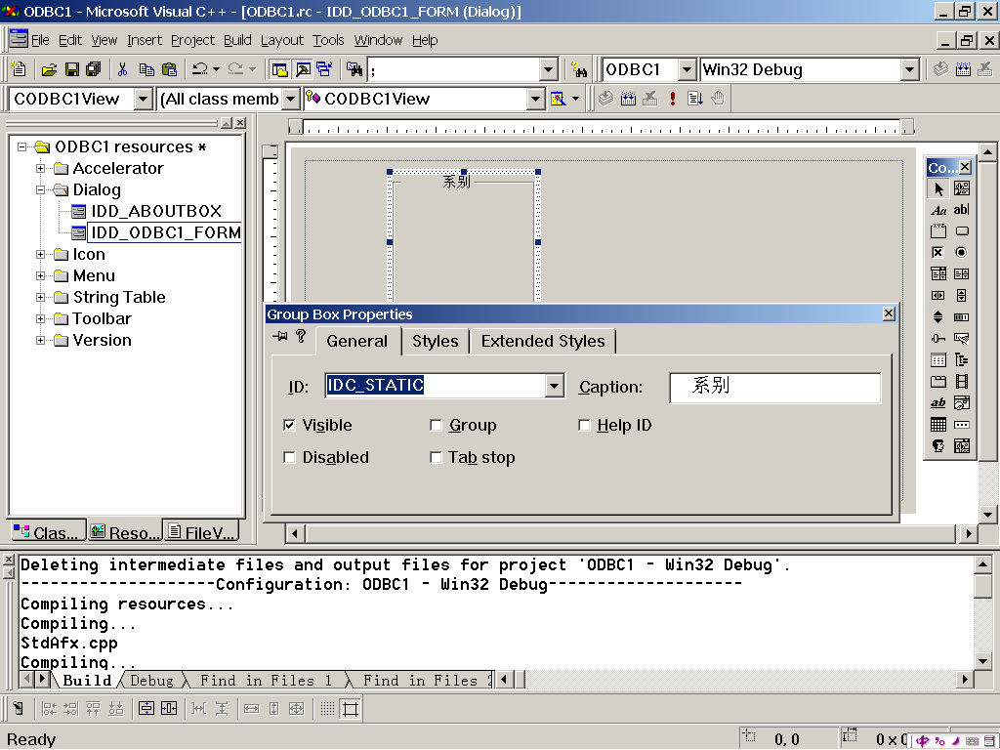 ODBC1 - Microsoft Visual C++ - [ODBC1.rc - IDD_ODBC1_FORM (Dialog)]
File Edit View Insert Project Build Layout Tools Window Help
; ODBC1 Win32 Debug
CODBC1View (All class memb CODBC1View
ODBC1 resources *
Accelerator
Dialog
IDD_ABOUTBOX
IDD_ODBC1_FORM
Icon
Menu
String Table
Toolbar
Version
Clas... Reso... FileV...
系别
Co...
Aa ab|
Group Box Properties
General Styles Extended Styles
ID: IDC_STATIC Caption: 系别
Visible Group Help ID
Disabled Tab stop
Deleting intermediate files and output files for project 'ODBC1 - Win32 Debug'.
--------------------Configuration: ODBC1 - Win32 Debug--------------------
Compiling resources...
Compiling...
StdAfx.cpp
Compiling...
Build Debug Find in Files 1 Find in Files 2
Ready 0, 0 0 x 0 中